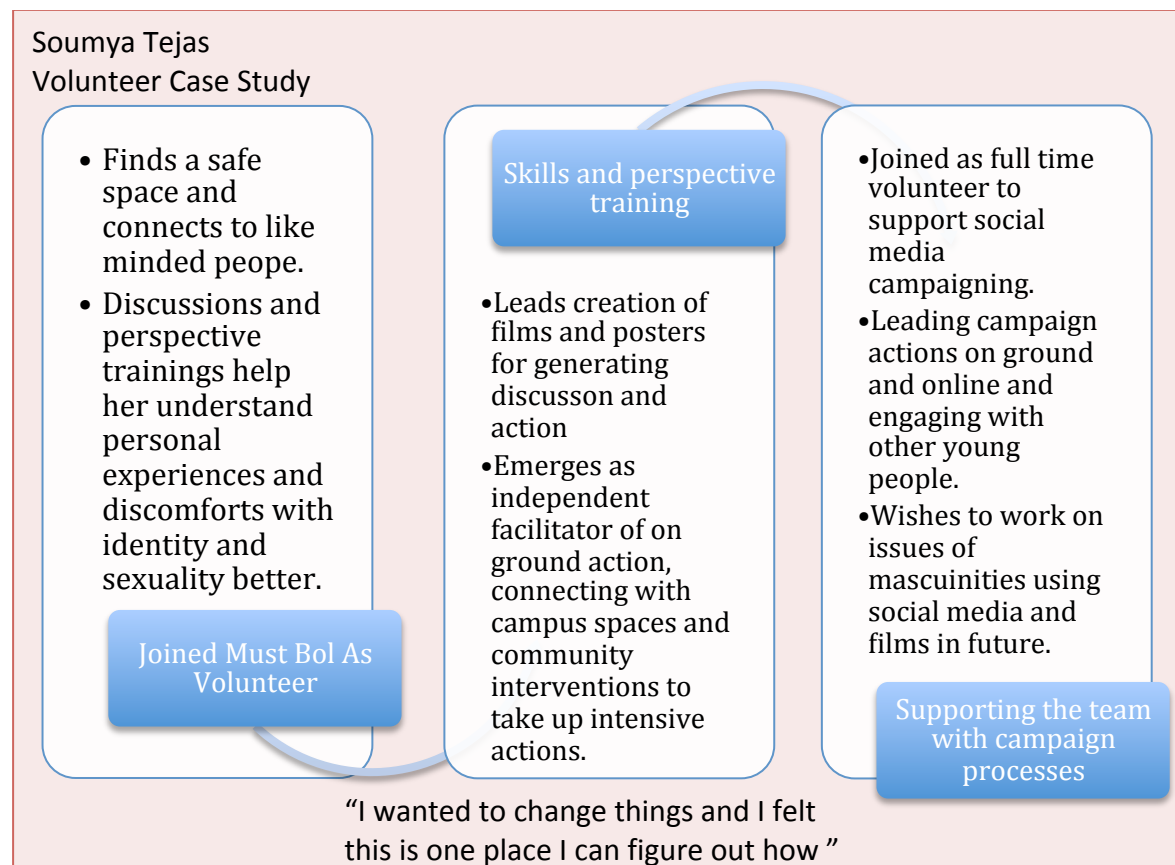 Soumya Tejas
Volunteer Case Study
• Finds a safe
space and
connects to like
minded peope.
• Discussions and
perspective
trainings help
her understand
personal
experiences and
discomforts with
identity and
sexuality better.
Joined Must Bol As
Volunteer
Skills and perspective
training
•Leads creation of
films and posters
for generating
discusson and
action
•Emerges as
independent
facilitator of on
ground action,
connecting with
campus spaces and
community
interventions to
take up intensive
actions.
•Joined as full time
volunteer to
support social
media
campaigning.
•Leading campaign
actions on ground
and online and
engaging with
other young
people.
•Wishes to work on
issues of
mascuinities using
social media and
films in future.
Supporting the team
with campaign
processes
“I wanted to change things and I felt
this is one place I can figure out how ”